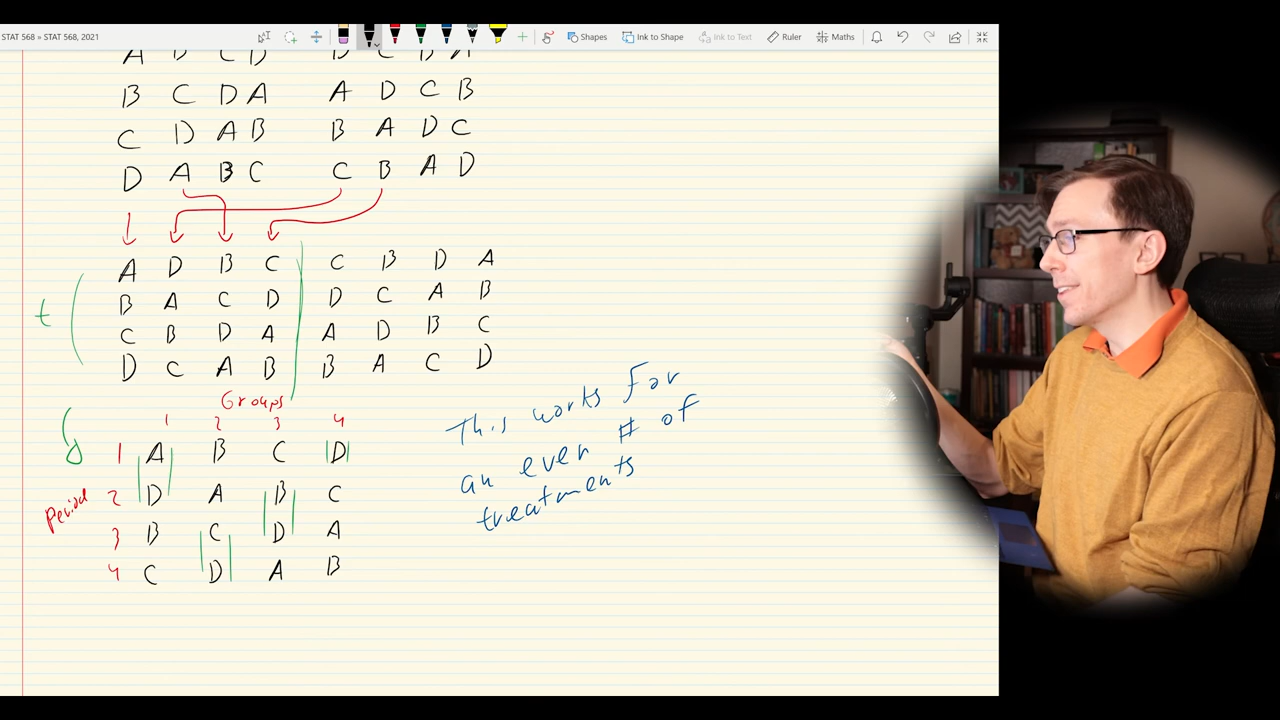 STAT 568 » STAT 568, 2021
Shapes Ink to Shape Ink to Text Ruler Maths
A B C D D C B A
B C D A A D C B
C D A B B A D C
D A B C C B A D
A D B C C B D A
B A C D D C A B
C B D A A D B C
D C A B B A C D
t
Groups
1 2 3 4
1 A B C D
Period
2 D A B C
3 B C D A
4 C D A B
This works for
an even # of
treatments